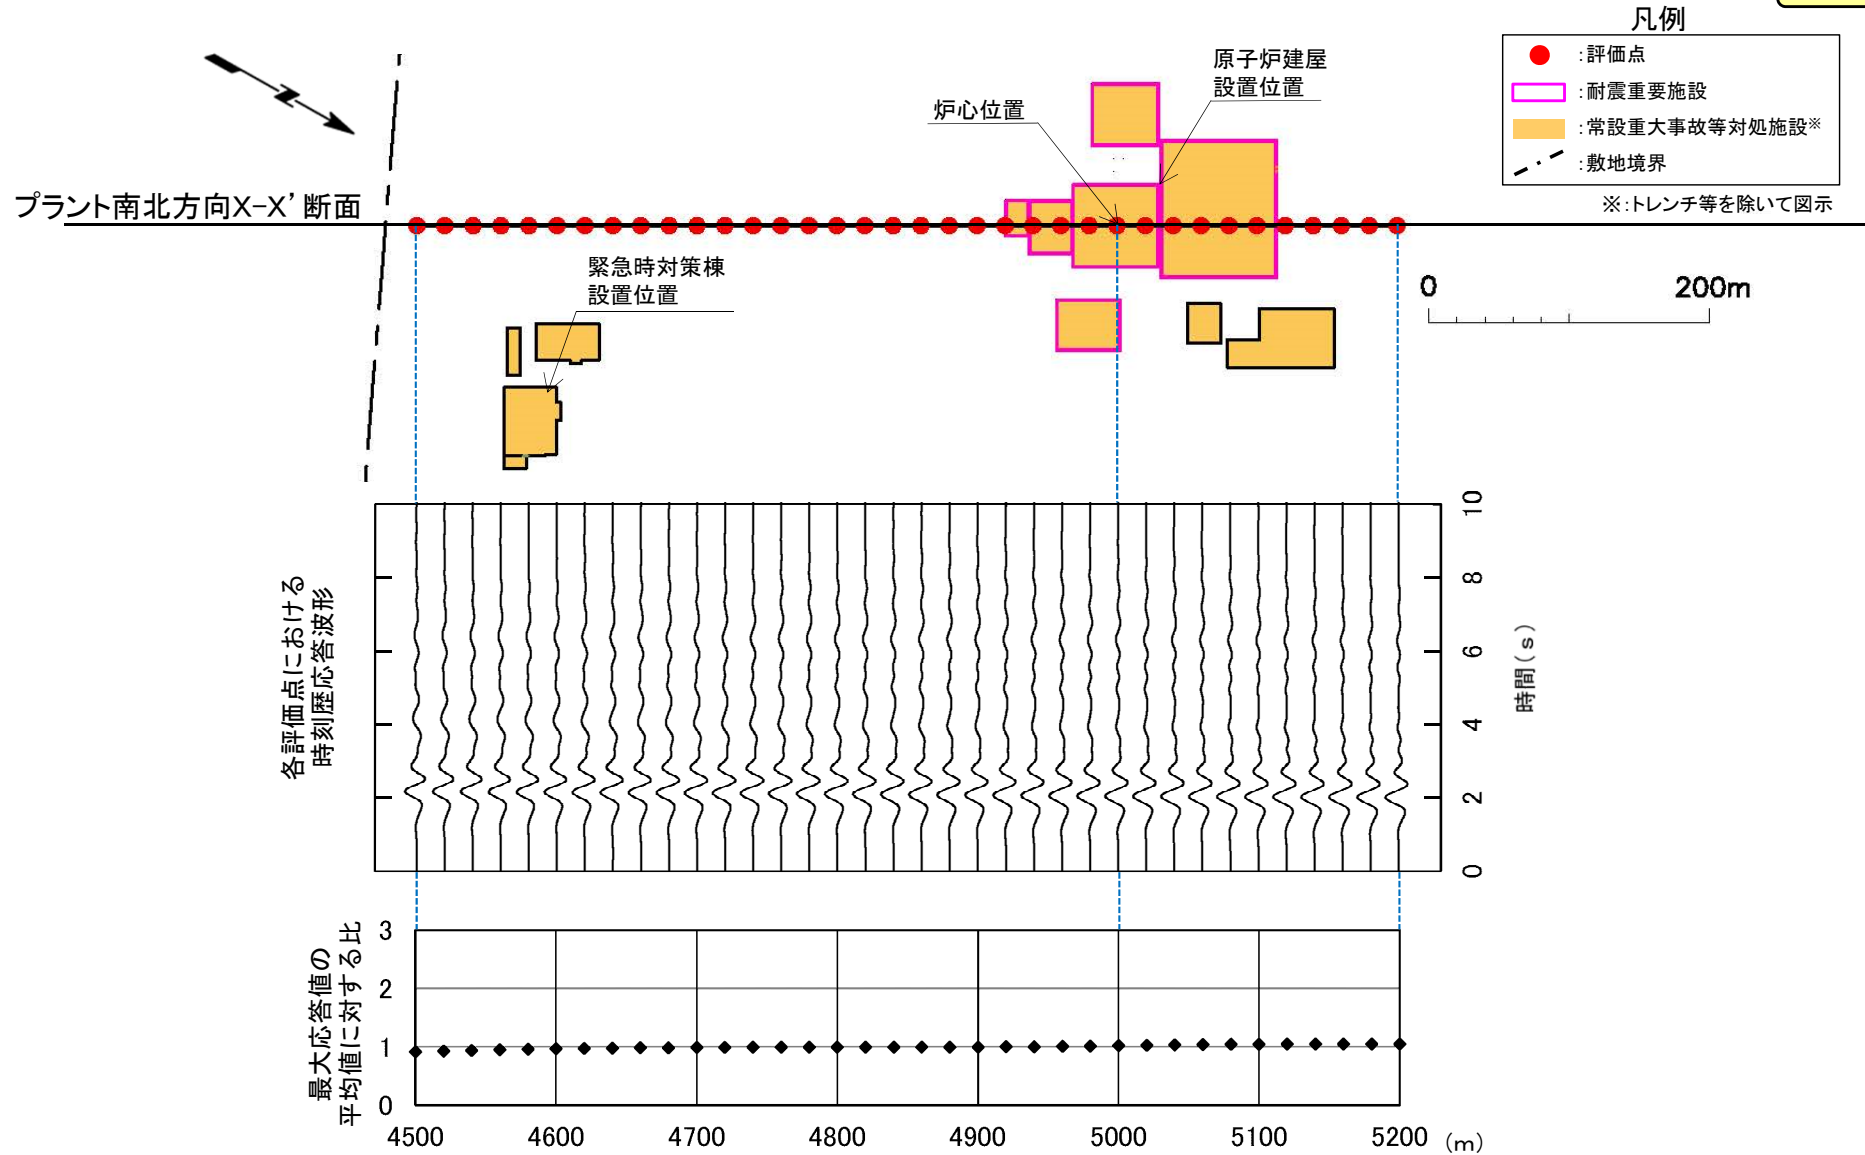 凡例
:評価点
:耐震重要施設
:常設重大事故等対処施設※
:敷地境界
※:トレンチ等を除いて図示
原子炉建屋
設置位置
炉心位置
プラント南北方向X-X’断面
緊急時対策棟
設置位置
0 200m
各評価点における
時刻歴応答波形
10
8
6
4
2
0
時間(s)
最大応答値の
平均値に対する比
3
2
1
0
4500 4600 4700 4800 4900 5000 5100 5200 (m)